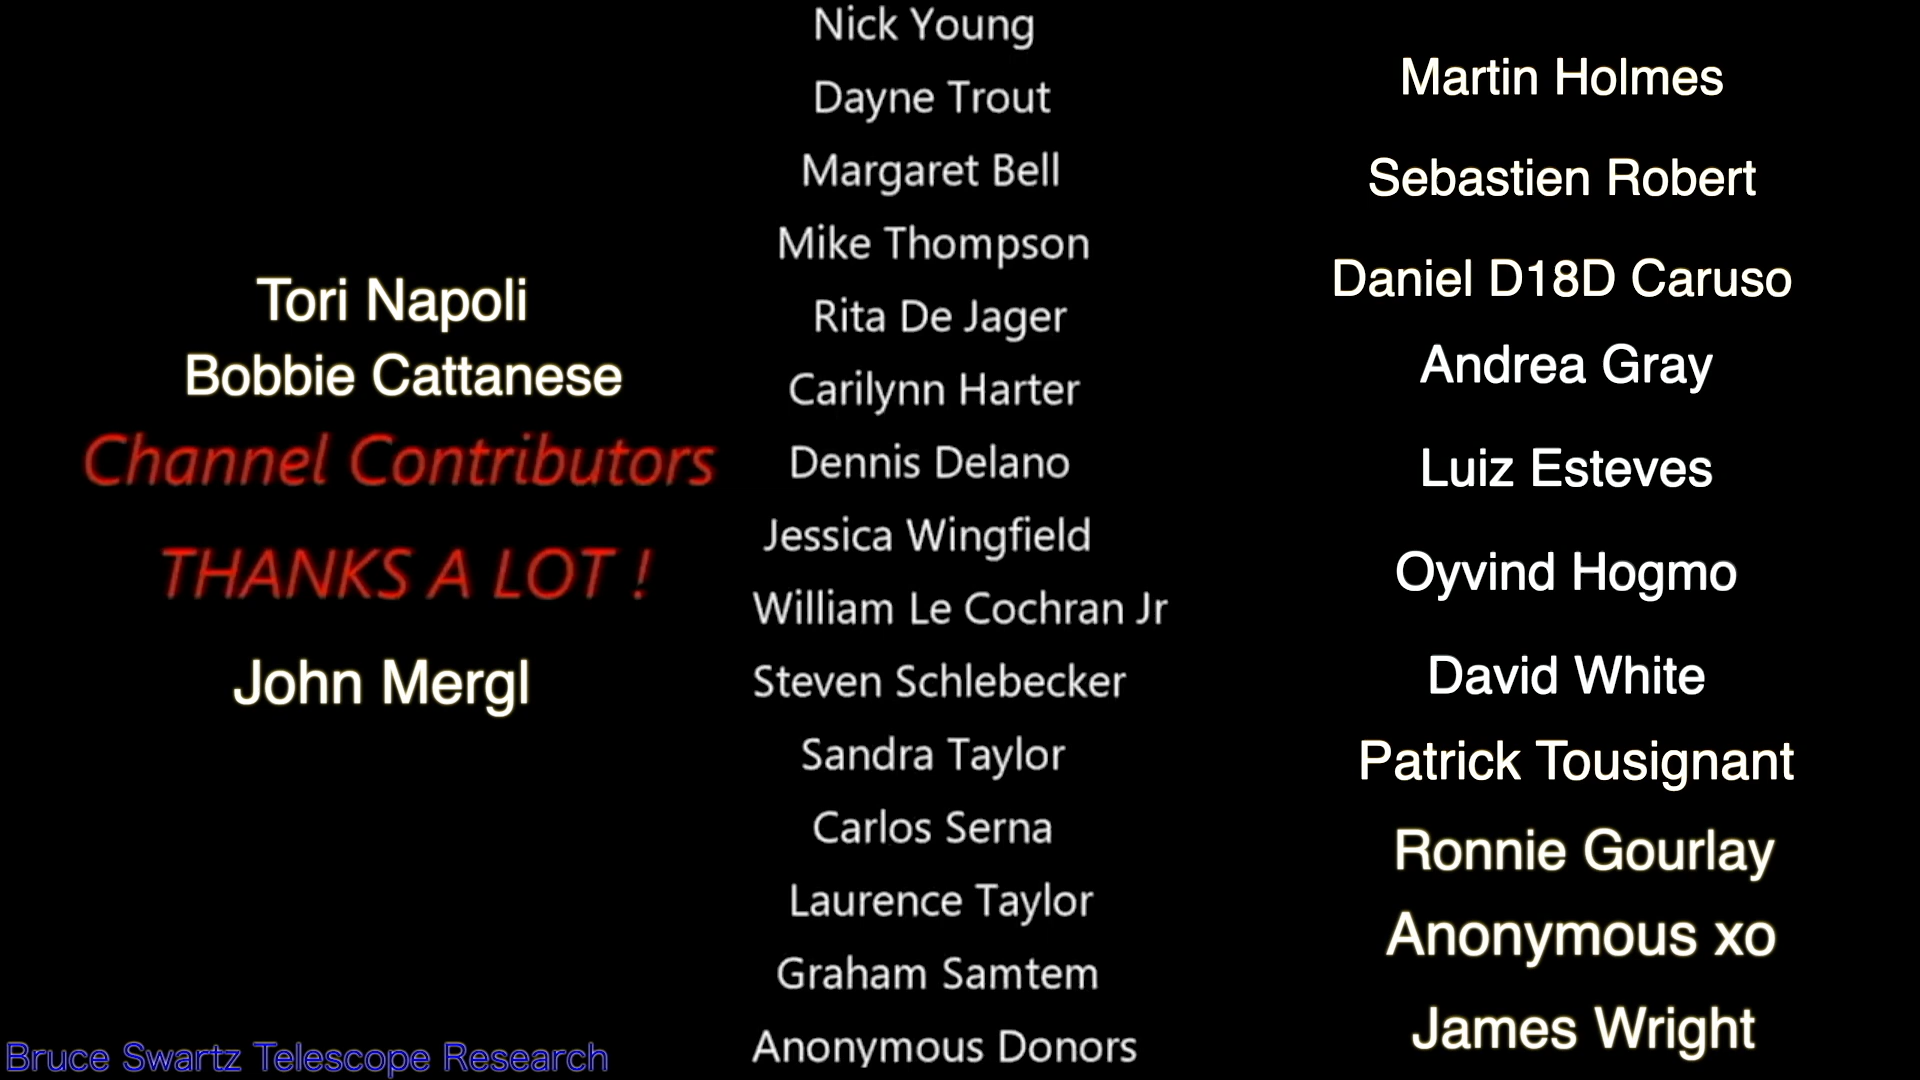 Tori Napoli
Bobbie Cattanese
Channel Contributors
THANKS A LOT !
John Mergl
Bruce Swartz Telescope Research
Nick Young
Dayne Trout
Margaret Bell
Mike Thompson
Rita De Jager
Carilynn Harter
Dennis Delano
Jessica Wingfield
William Le Cochran Jr
Steven Schlebecker
Sandra Taylor
Carlos Serna
Laurence Taylor
Graham Samtem
Anonymous Donors
Martin Holmes
Sebastien Robert
Daniel D18D Caruso
Andrea Gray
Luiz Esteves
Oyvind Hogmo
David White
Patrick Tousignant
Ronnie Gourlay
Anonymous xo
James Wright